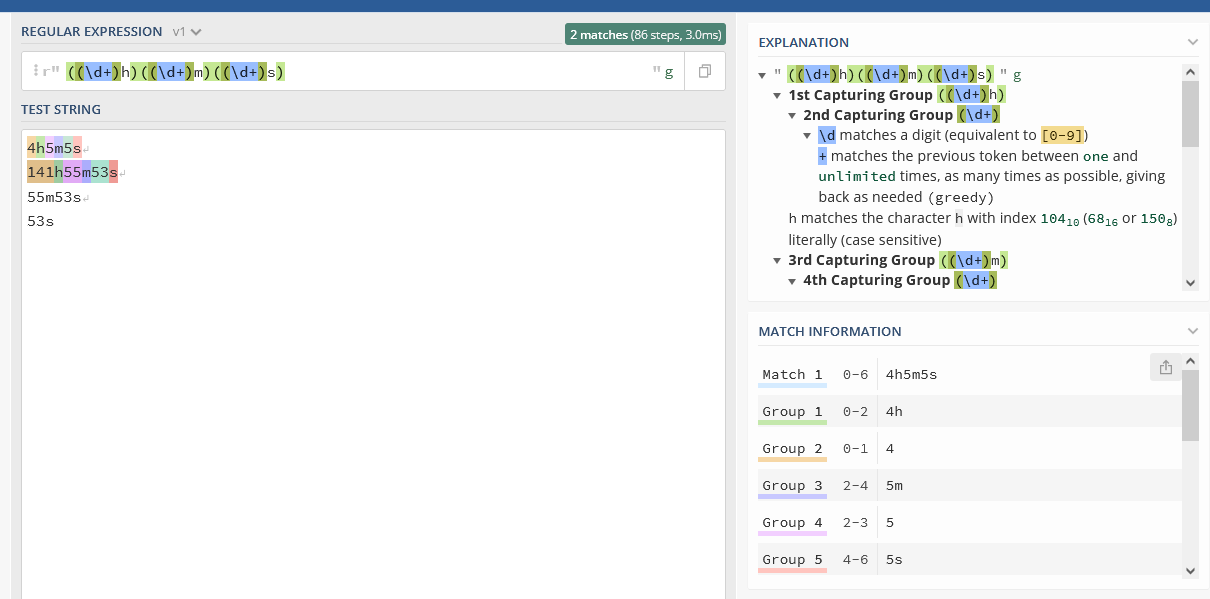 REGULAR EXPRESSION v1
2 matches (86 steps, 3.0ms)
r" ((\d+)h)((\d+)m)((\d+)s) " g
TEST STRING
4h5m5s↵
141h55m53s↵
55m53s↵
53s
EXPLANATION
" ((\d+)h)((\d+)m)((\d+)s) " g
1st Capturing Group ((\d+)h)
2nd Capturing Group (\d+)
\d matches a digit (equivalent to [0-9])
+ matches the previous token between one and
unlimited times, as many times as possible, giving
back as needed (greedy)
h matches the character h with index 104₁₀ (68₁₆ or 150₈)
literally (case sensitive)
3rd Capturing Group ((\d+)m)
4th Capturing Group (\d+)
MATCH INFORMATION
Match 1 0-6 4h5m5s
Group 1 0-2 4h
Group 2 0-1 4
Group 3 2-4 5m
Group 4 2-3 5
Group 5 4-6 5s